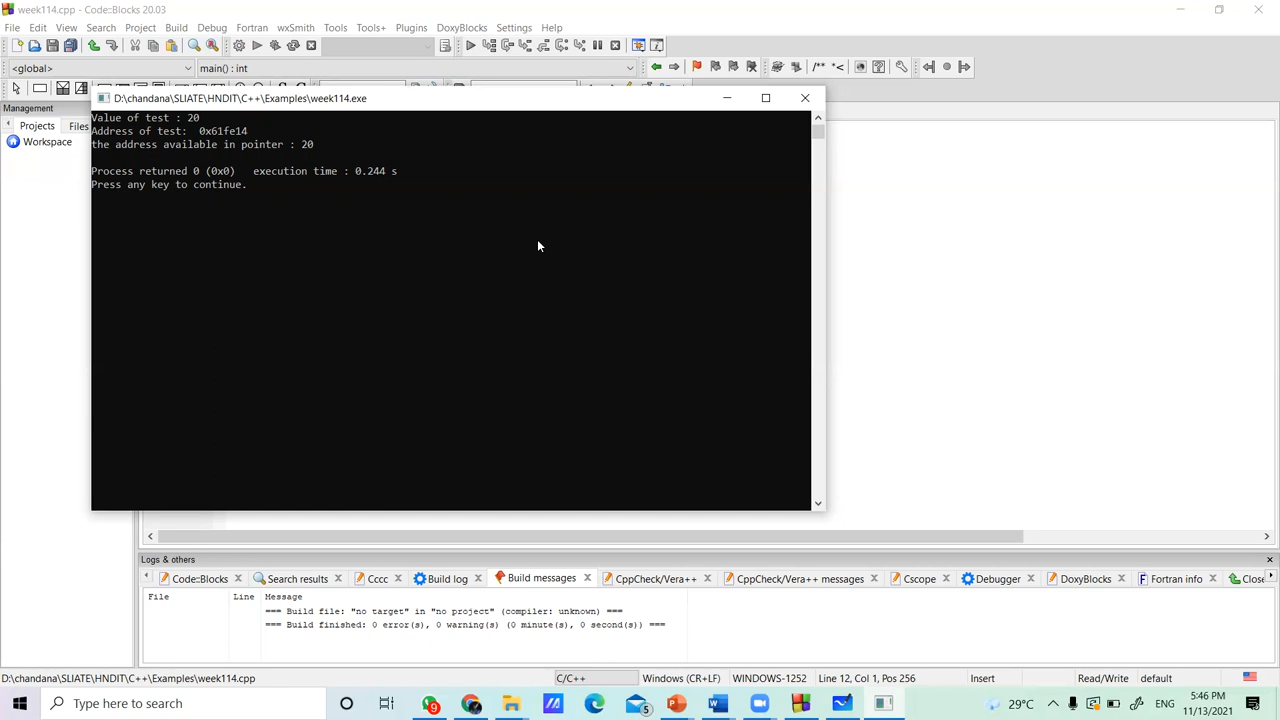 week114.cpp - Code::Blocks 20.03
File Edit View Search Project Build Debug Fortran wxSmith Tools Tools+ Plugins DoxyBlocks Settings Help
<global> main() : int /** *<
Management
D:\chandana\SLIATE\HNDIT\C++\Examples\week114.exe
Projects Files
Workspace
Value of test : 20
Address of test:  0x61fe14
the address available in pointer : 20
Process returned 0 (0x0)   execution time : 0.244 s
Press any key to continue.
Logs & others
Code::Blocks Search results Cccc Build log Build messages CppCheck/Vera++ CppCheck/Vera++ messages Cscope Debugger DoxyBlocks Fortran info Close
File Line Message
=== Build file: "no target" in "no project" (compiler: unknown) ===
=== Build finished: 0 error(s), 0 warning(s) (0 minute(s), 0 second(s)) ===
D:\chandana\SLIATE\HNDIT\C++\Examples\week114.cpp C/C++ Windows (CR+LF) WINDOWS-1252 Line 12, Col 1, Pos 256 Insert Read/Write default
Type here to search 9 5 29°C ENG 5:46 PM
11/13/2021